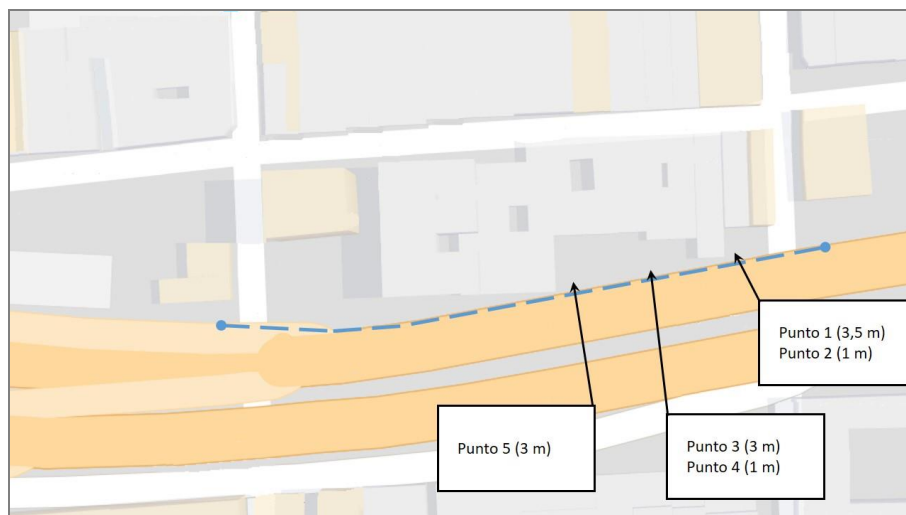 Punto 1 (3,5 m)
Punto 2 (1 m)
Punto 5 (3 m)
Punto 3 (3 m)
Punto 4 (1 m)